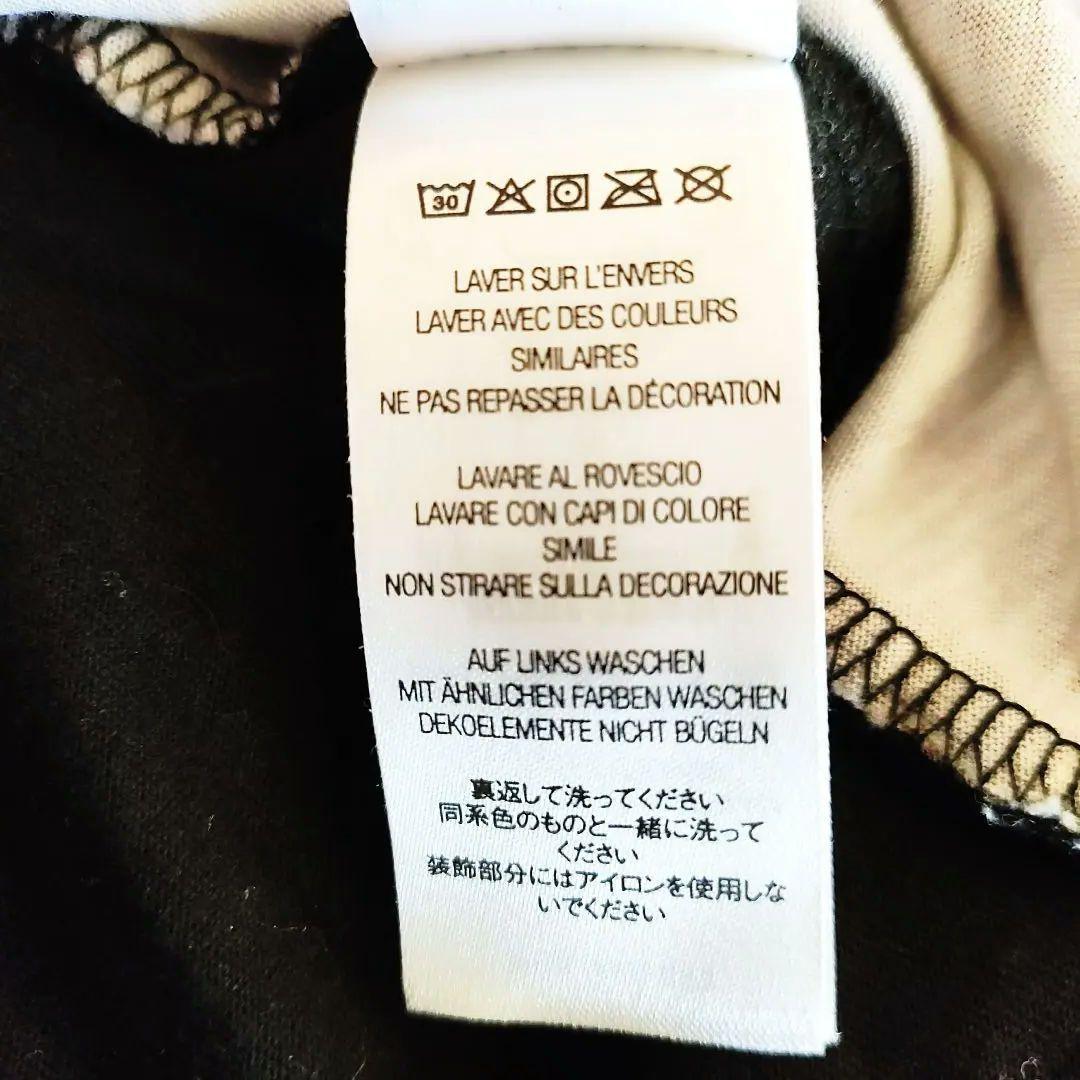 30
LAVER SUR L'ENVERS
LAVER AVEC DES COULEURS
SIMILAIRES
NE PAS REPASSER LA DÉCORATION
LAVARE AL ROVESCIO
LAVARE CON CAPI DI COLORE
SIMILE
NON STIRARE SULLA DECORAZIONE
AUF LINKS WASCHEN
MIT ÄHNLICHEN FARBEN WASCHEN
DEKOELEMENTE NICHT BÜGELN
裏返して洗ってください
同系色のものと一緒に洗って
ください
装飾部分にはアイロンを使用しな
いでください